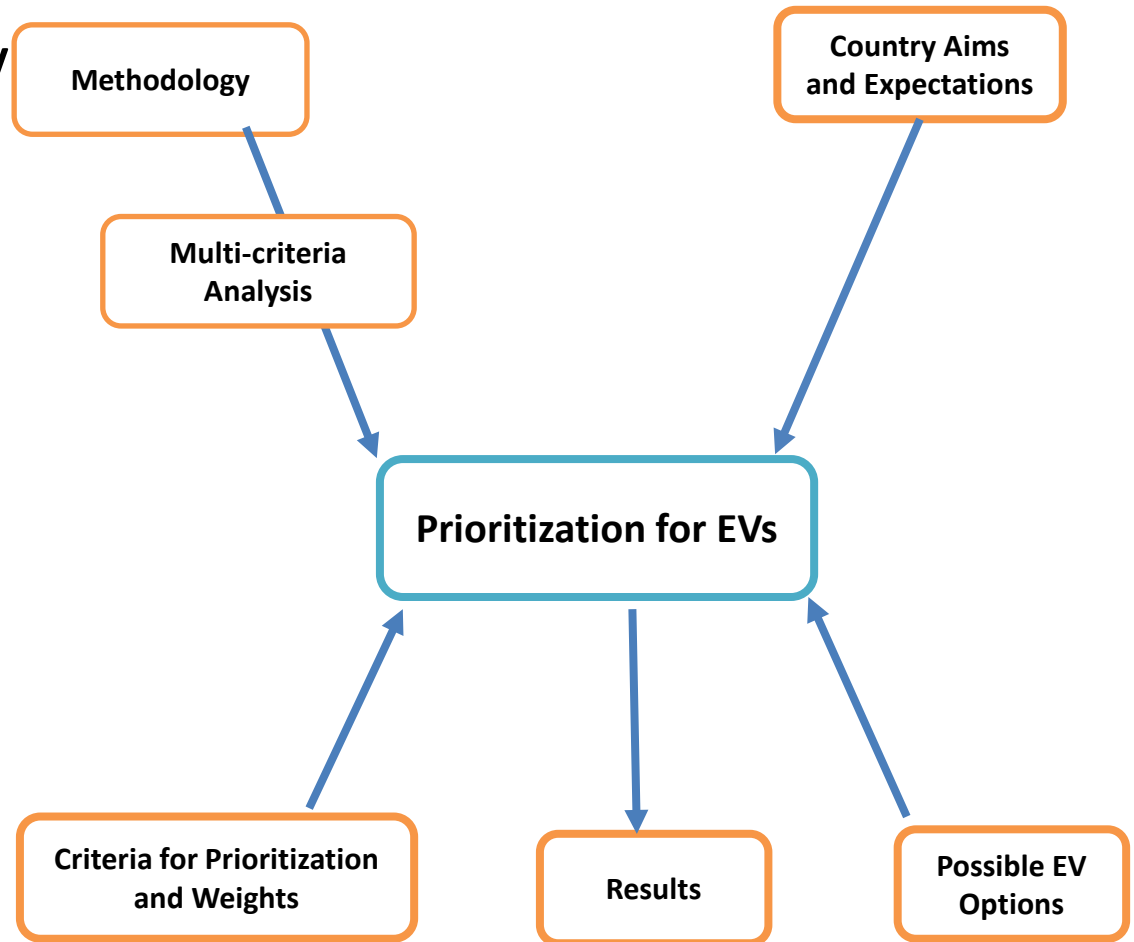 Methodology
Country Aims
and Expectations
Multi-criteria
Analysis
Prioritization for EVs
Criteria for Prioritization
and Weights
Results
Possible EV
Options